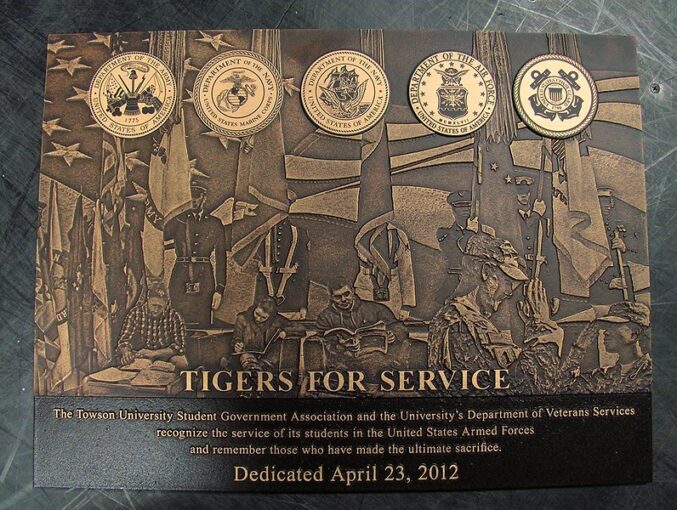 DEPARTMENT OF THE ARMY
1775
UNITED STATES OF AMERICA
DEPARTMENT OF THE NAVY
UNITED STATES MARINE CORPS
DEPARTMENT OF THE NAVY
UNITED STATES OF AMERICA
DEPARTMENT OF THE AIR FORCE
UNITED STATES OF AMERICA
TIGERS FOR SERVICE
The Towson University Student Government Association and the University's Department of Veterans Services
recognize the service of its students in the United States Armed Forces
and remember those who have made the ultimate sacrifice.
Dedicated April 23, 2012